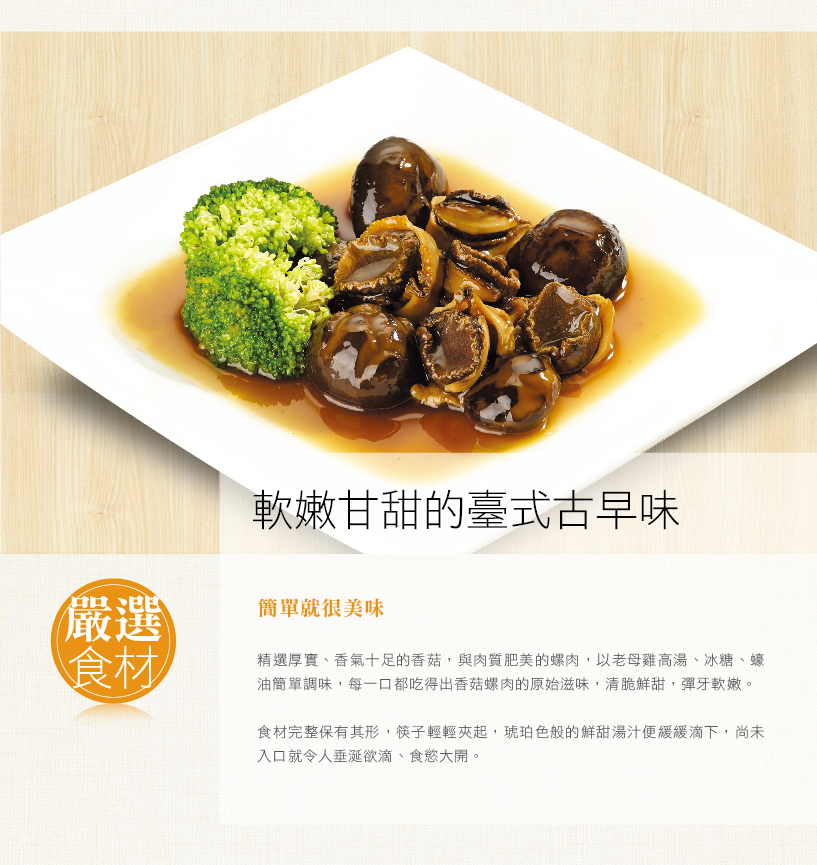 軟嫩甘甜的臺式古早味
嚴選
食材
簡單就很美味
精選厚實、香氣十足的香菇，與肉質肥美的螺肉，以老母雞高湯、冰糖、蠔
油簡單調味，每一口都吃得出香菇螺肉的原始滋味，清脆鮮甜，彈牙軟嫩。
食材完整保有其形，筷子輕輕夾起，琥珀色般的鮮甜湯汁便緩緩滴下，尚未
入口就令人垂涎欲滴、食慾大開。